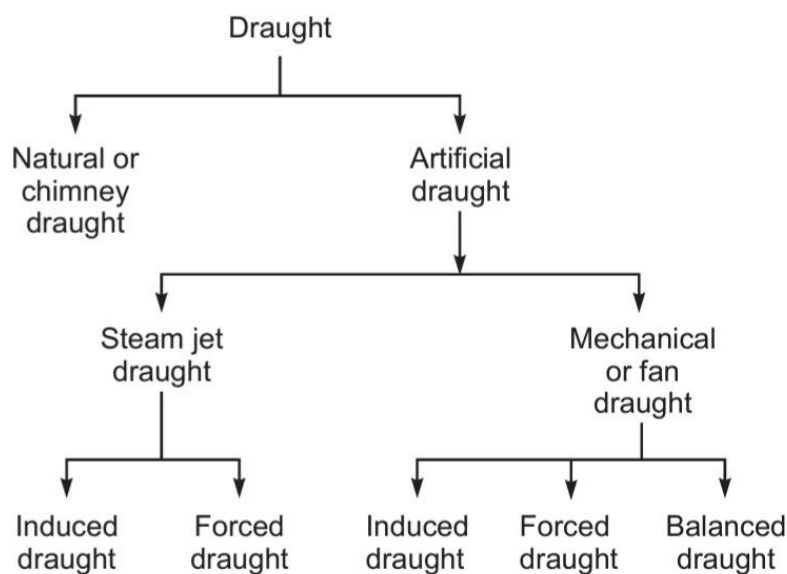 Draught
Natural or
chimney
draught
Artificial
draught
Steam jet
draught
Mechanical
or fan
draught
Induced
draught
Forced
draught
Induced
draught
Forced
draught
Balanced
draught